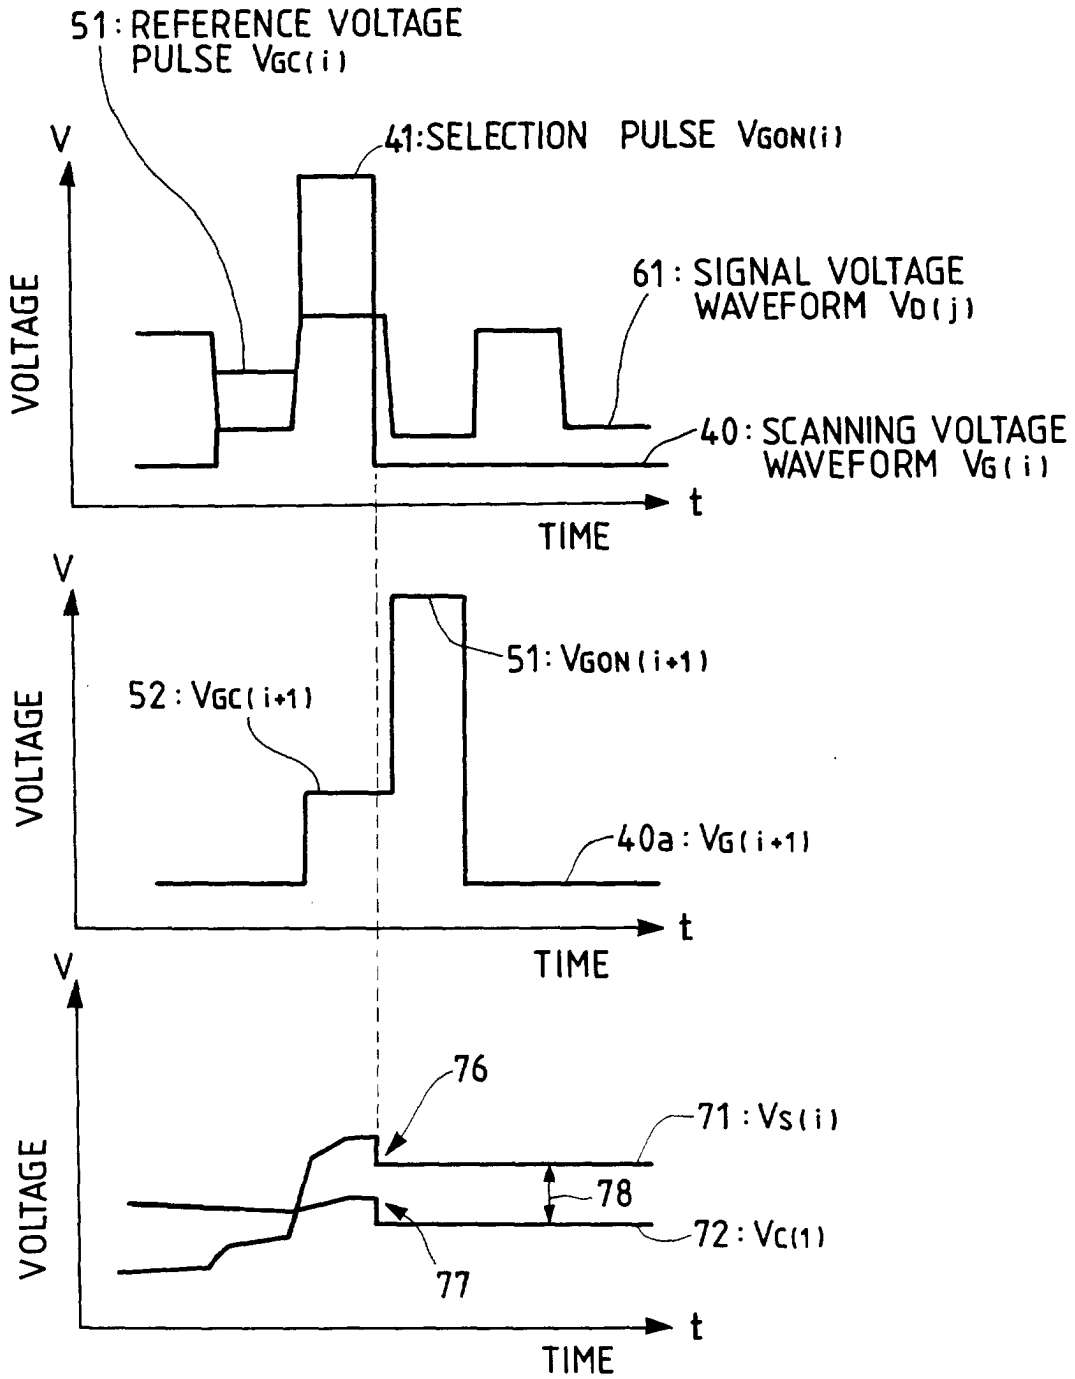 51: REFERENCE VOLTAGE
PULSE VGC(i)
V
41: SELECTION PULSE VGON(i)
61: SIGNAL VOLTAGE
WAVEFORM VD(j)
VOLTAGE
40: SCANNING VOLTAGE
WAVEFORM VG(i)
t
TIME
V
51: VGON(i+1)
52: VGC(i+1)
VOLTAGE
40a: VG(i+1)
t
TIME
V
76
71: VS(i)
78
VOLTAGE
72: VC(1)
77
t
TIME